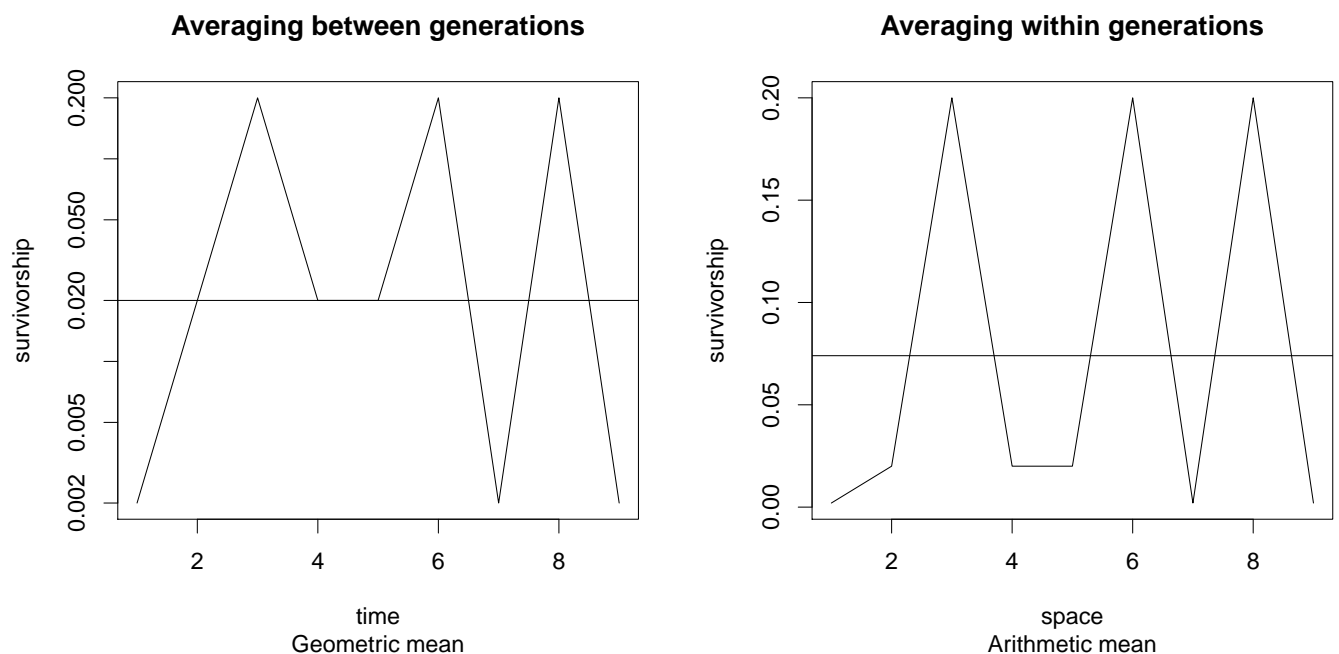 Averaging between generations
survivorship
0.200
0.050
0.020
0.005
0.002
2 4 6 8
time
Geometric mean
Averaging within generations
survivorship
0.20
0.15
0.10
0.05
0.00
2 4 6 8
space
Arithmetic mean